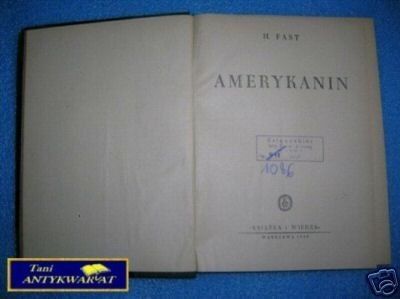 H. FAST
AMERYKANIN
1086
„KSIĄŻKA I WIEDZA”
WARSZAWA
Tani
ANTYKWARIAT